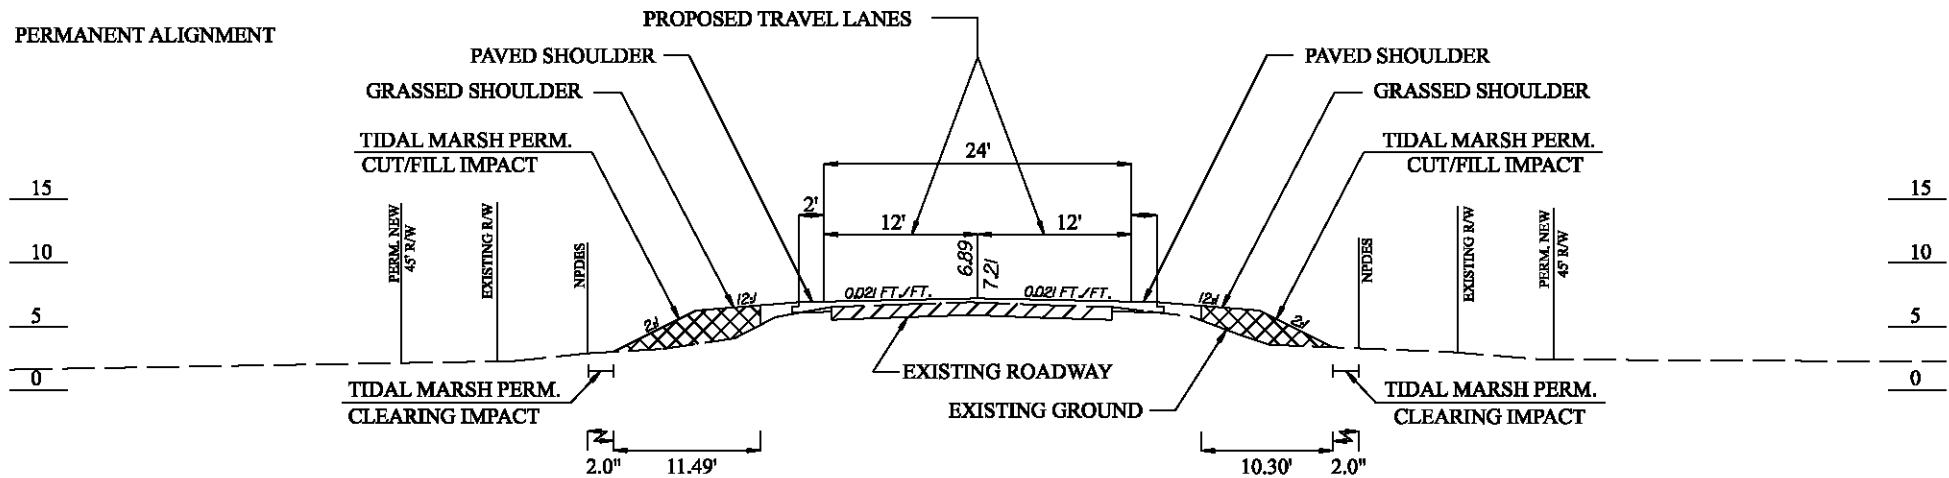 PROPOSED TRAVEL LANES
PERMANENT ALIGNMENT
PAVED SHOULDER
PAVED SHOULDER
GRASSED SHOULDER
GRASSED SHOULDER
TIDAL MARSH PERM.
CUT/FILL IMPACT
24'
TIDAL MARSH PERM.
CUT/FILL IMPACT
15
15
PERM. NEW
45' R/W
EXISTING R/W
NPDES
2'
12'
12'
6.89
7.21
NPDES
EXISTING R/W
PERM. NEW
45' R/W
10
10
2:1
12:1
0.021 FT./FT.
0.021 FT./FT.
12:1
2:1
5
5
0
0
EXISTING ROADWAY
TIDAL MARSH PERM.
CLEARING IMPACT
EXISTING GROUND
TIDAL MARSH PERM.
CLEARING IMPACT
2.0"
11.49'
10.30'
2.0"